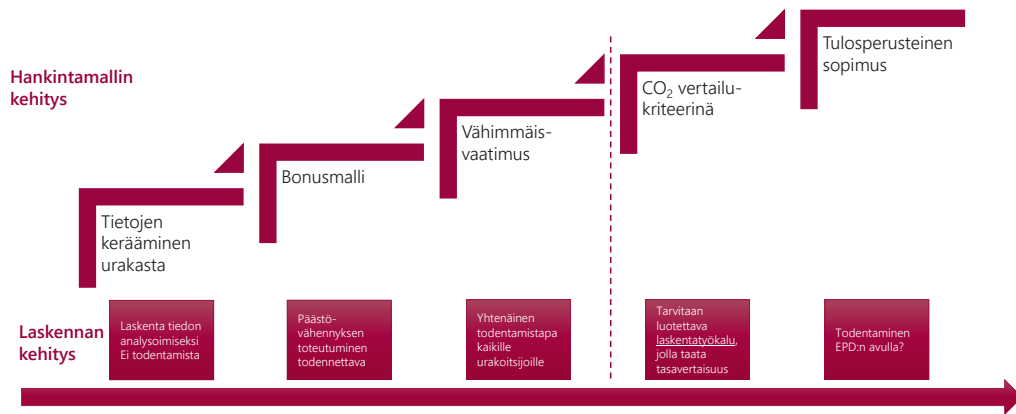 Hankintamallin
kehitys
Tietojen
kerääminen
urakasta
Bonusmalli
Vähimmäis-
vaatimus
CO₂ vertailu-
kriteerinä
Tulosperusteinen
sopimus
Laskennan
kehitys
Laskenta tiedon
analysoimiseksi
Ei todentamista
Päästö-
vähennyksen
toteutuminen
todennettava
Yhtenäinen
todentamistapa
kaikille
urakoitsijoille
Tarvitaan
luotettava
laskentatyökalu,
jolla taata
tasavertaisuus
Todentaminen
EPD:n avulla?